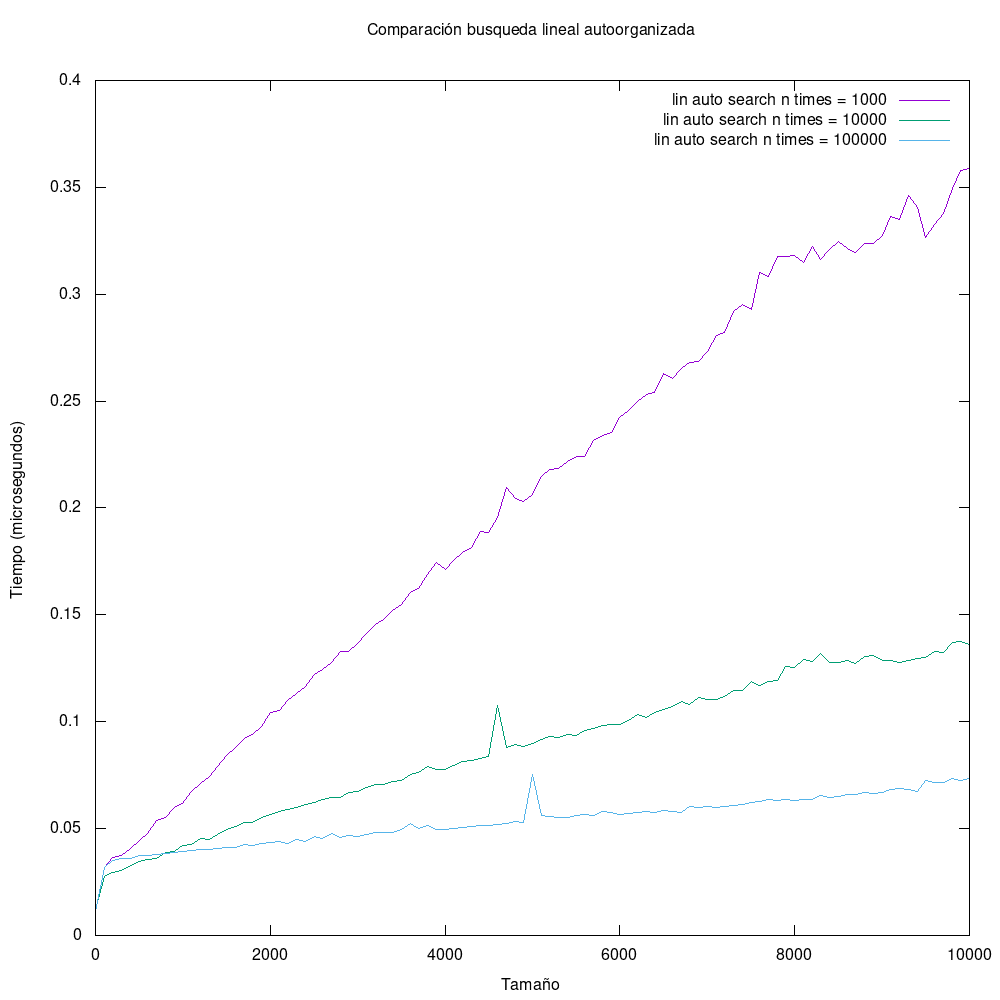 Comparación busqueda lineal autoorganizada
lin auto search n times = 1000
lin auto search n times = 10000
lin auto search n times = 100000
0.4
0.35
0.3
0.25
0.2
0.15
0.1
0.05
0
Tiempo (microsegundos)
0 2000 4000 6000 8000 10000
Tamaño